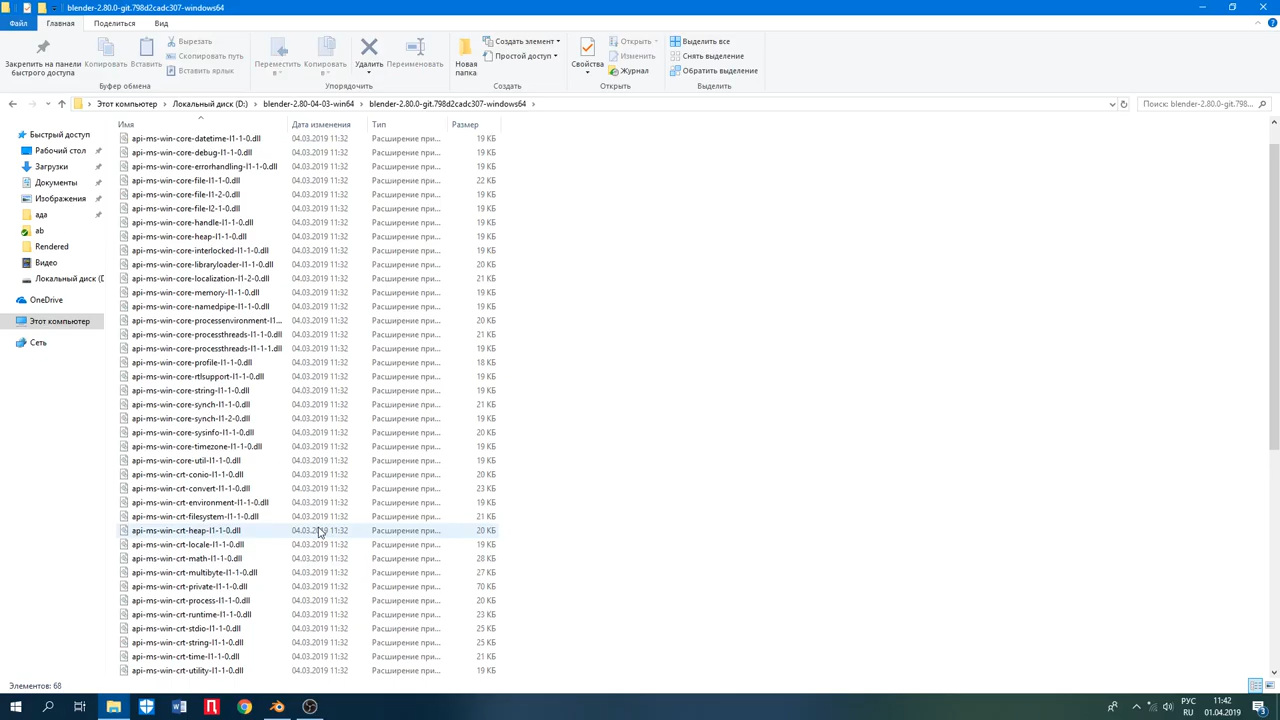 blender-2.80.0-git.798d2cadc307-windows64
Файл Главная Поделиться Вид
Закрепить на панели быстрого доступа
Копировать
Вставить
Вырезать
Скопировать путь
Вставить ярлык
Буфер обмена
Переместить в
Копировать в
Удалить
Переименовать
Упорядочить
Новая папка
Создать элемент
Простой доступ
Создать
Свойства
Открыть
Изменить
Журнал
Открыть
Выделить все
Снять выделение
Обратить выделение
Выделить
Этот компьютер > Локальный диск (D:) > blender-2.80-04-03-win64 > blender-2.80.0-git.798d2cadc307-windows64 >
Поиск: blender-2.80.0-git.798...
Быстрый доступ
Рабочий стол
Загрузки
Документы
Изображения
ада
ab
Rendered
Видео
Локальный диск (D
OneDrive
Этот компьютер
Сеть
Имя Дата изменения Тип Размер
api-ms-win-core-datetime-l1-1-0.dll 04.03.2019 11:32 Расширение при... 19 КБ
api-ms-win-core-debug-l1-1-0.dll 04.03.2019 11:32 Расширение при... 19 КБ
api-ms-win-core-errorhandling-l1-1-0.dll 04.03.2019 11:32 Расширение при... 19 КБ
api-ms-win-core-file-l1-1-0.dll 04.03.2019 11:32 Расширение при... 22 КБ
api-ms-win-core-file-l1-2-0.dll 04.03.2019 11:32 Расширение при... 19 КБ
api-ms-win-core-file-l2-1-0.dll 04.03.2019 11:32 Расширение при... 19 КБ
api-ms-win-core-handle-l1-1-0.dll 04.03.2019 11:32 Расширение при... 19 КБ
api-ms-win-core-heap-l1-1-0.dll 04.03.2019 11:32 Расширение при... 19 КБ
api-ms-win-core-interlocked-l1-1-0.dll 04.03.2019 11:32 Расширение при... 19 КБ
api-ms-win-core-libraryloader-l1-1-0.dll 04.03.2019 11:32 Расширение при... 20 КБ
api-ms-win-core-localization-l1-2-0.dll 04.03.2019 11:32 Расширение при... 21 КБ
api-ms-win-core-memory-l1-1-0.dll 04.03.2019 11:32 Расширение при... 19 КБ
api-ms-win-core-namedpipe-l1-1-0.dll 04.03.2019 11:32 Расширение при... 19 КБ
api-ms-win-core-processenvironment-l1... 04.03.2019 11:32 Расширение при... 20 КБ
api-ms-win-core-processthreads-l1-1-0.dll 04.03.2019 11:32 Расширение при... 21 КБ
api-ms-win-core-processthreads-l1-1-1.dll 04.03.2019 11:32 Расширение при... 19 КБ
api-ms-win-core-profile-l1-1-0.dll 04.03.2019 11:32 Расширение при... 18 КБ
api-ms-win-core-rtlsupport-l1-1-0.dll 04.03.2019 11:32 Расширение при... 19 КБ
api-ms-win-core-string-l1-1-0.dll 04.03.2019 11:32 Расширение при... 19 КБ
api-ms-win-core-synch-l1-1-0.dll 04.03.2019 11:32 Расширение при... 21 КБ
api-ms-win-core-synch-l1-2-0.dll 04.03.2019 11:32 Расширение при... 19 КБ
api-ms-win-core-sysinfo-l1-1-0.dll 04.03.2019 11:32 Расширение при... 20 КБ
api-ms-win-core-timezone-l1-1-0.dll 04.03.2019 11:32 Расширение при... 19 КБ
api-ms-win-core-util-l1-1-0.dll 04.03.2019 11:32 Расширение при... 19 КБ
api-ms-win-crt-conio-l1-1-0.dll 04.03.2019 11:32 Расширение при... 20 КБ
api-ms-win-crt-convert-l1-1-0.dll 04.03.2019 11:32 Расширение при... 23 КБ
api-ms-win-crt-environment-l1-1-0.dll 04.03.2019 11:32 Расширение при... 19 КБ
api-ms-win-crt-filesystem-l1-1-0.dll 04.03.2019 11:32 Расширение при... 21 КБ
api-ms-win-crt-heap-l1-1-0.dll 04.03.2019 11:32 Расширение при... 20 КБ
api-ms-win-crt-locale-l1-1-0.dll 04.03.2019 11:32 Расширение при... 19 КБ
api-ms-win-crt-math-l1-1-0.dll 04.03.2019 11:32 Расширение при... 28 КБ
api-ms-win-crt-multibyte-l1-1-0.dll 04.03.2019 11:32 Расширение при... 27 КБ
api-ms-win-crt-private-l1-1-0.dll 04.03.2019 11:32 Расширение при... 70 КБ
api-ms-win-crt-process-l1-1-0.dll 04.03.2019 11:32 Расширение при... 20 КБ
api-ms-win-crt-runtime-l1-1-0.dll 04.03.2019 11:32 Расширение при... 23 КБ
api-ms-win-crt-stdio-l1-1-0.dll 04.03.2019 11:32 Расширение при... 25 КБ
api-ms-win-crt-string-l1-1-0.dll 04.03.2019 11:32 Расширение при... 25 КБ
api-ms-win-crt-time-l1-1-0.dll 04.03.2019 11:32 Расширение при... 21 КБ
api-ms-win-crt-utility-l1-1-0.dll 04.03.2019 11:32 Расширение при... 19 КБ
Элементов: 68
РУС 11:42
RU 01.04.2019
3